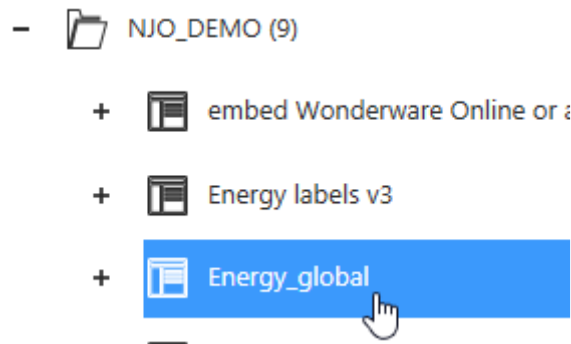 NJO_DEMO (9)
embed Wonderware Online or
Energy labels v3
Energy_global